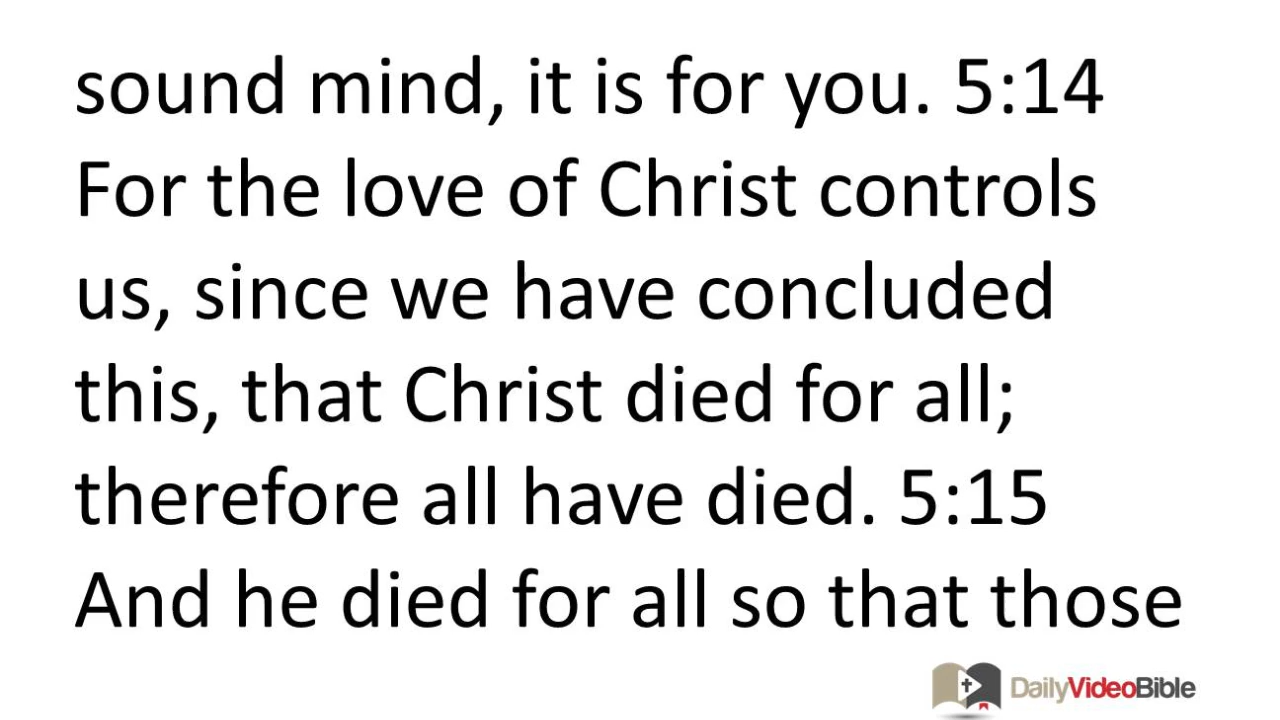 sound mind, it is for you. 5:14
For the love of Christ controls
us, since we have concluded
this, that Christ died for all;
therefore all have died. 5:15
And he died for all so that those
DailyVideoBible